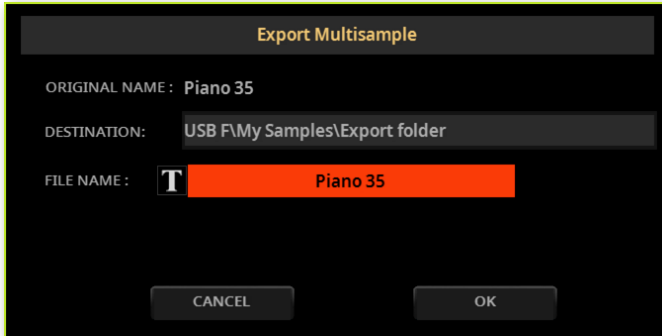 Export Multisample
ORIGINAL NAME : Piano 35
DESTINATION: USB F\My Samples\Export folder
FILE NAME : T Piano 35
CANCEL OK